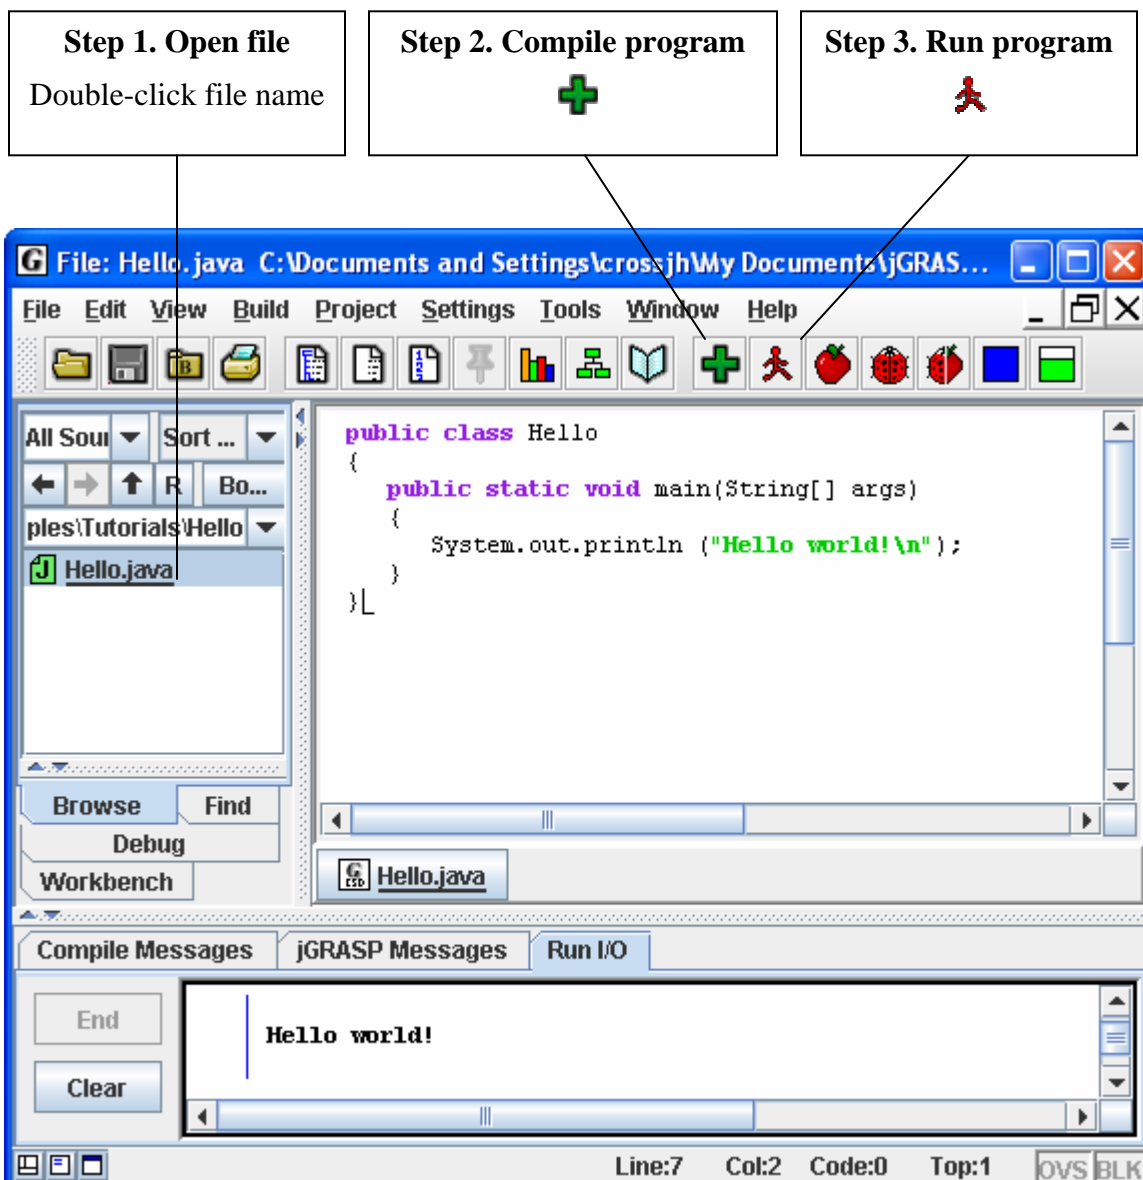 Step 1. Open file
Double-click file name
Step 2. Compile program
Step 3. Run program
G File: Hello.java C:\Documents and Settings\crossjh\My Documents\jGRAS...
File Edit View Build Project Settings Tools Window Help
B
All Sour Sort ...
R Bo...
ples\Tutorials\Hello
J Hello.java
public class Hello
{
public static void main(String[] args)
{
System.out.println ("Hello world!\n");
}
}
Browse Find
Debug
Workbench
G CSD Hello.java
Compile Messages jGRASP Messages Run I/O
End
Clear
Hello world!
Line:7 Col:2 Code:0 Top:1 OVS BLK